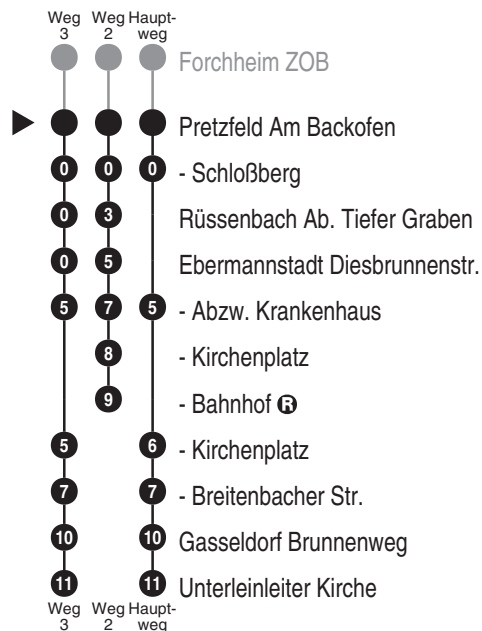 Weg Weg Haupt-
3 2 weg
Forchheim ZOB
Pretzfeld Am Backofen
0 0 0 - Schloßberg
0 3 Rüssenbach Ab. Tiefer Graben
0 5 Ebermannstadt Diesbrunnenstr.
5 7 5 - Abzw. Krankenhaus
8 - Kirchenplatz
9 - Bahnhof R
5 6 - Kirchenplatz
7 7 - Breitenbacher Str.
10 10 Gasseldorf Brunnenweg
11 11 Unterleinleiter Kirche
Weg Weg Haupt-
3 2 weg